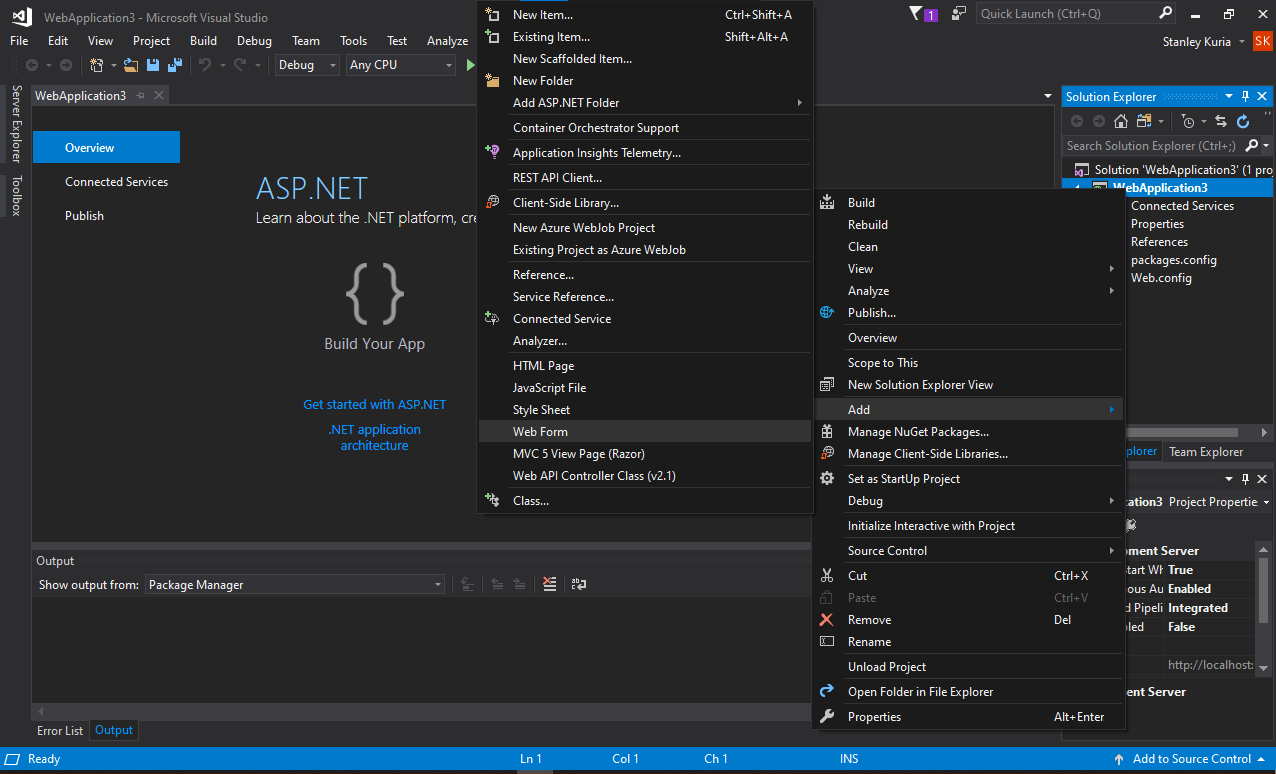 WebApplication3 - Microsoft Visual Studio
1
Quick Launch (Ctrl+Q)
File Edit View Project Build Debug Team Tools Test Analyze
Stanley Kuria
SK
Debug
Any CPU
Server Explorer
Toolbox
WebApplication3
Overview
Connected Services
Publish
ASP.NET
Learn about the .NET platform,
Build Your App
Get started with ASP.NET
.NET application
architecture
New Item... Ctrl+Shift+A
Existing Item... Shift+Alt+A
New Scaffolded Item...
New Folder
Add ASP.NET Folder
Container Orchestrator Support
Application Insights Telemetry...
REST API Client...
Client-Side Library...
New Azure WebJob Project
Existing Project as Azure WebJob
Reference...
Service Reference...
Connected Service
Analyzer...
HTML Page
JavaScript File
Style Sheet
Web Form
MVC 5 View Page (Razor)
Web API Controller Class (v2.1)
Class...
Build
Rebuild
Clean
View
Analyze
Publish...
Overview
Scope to This
New Solution Explorer View
Add
Manage NuGet Packages...
Manage Client-Side Libraries...
Set as StartUp Project
Debug
Initialize Interactive with Project
Source Control
Cut Ctrl+X
Paste Ctrl+V
Remove Del
Rename
Unload Project
Open Folder in File Explorer
Properties Alt+Enter
Solution Explorer
Search Solution Explorer (Ctrl+;)
Solution 'WebApplication3' (1 pro
WebApplication3
Connected Services
Properties
References
packages.config
Web.config
plorer Team Explorer
cation3 Project Propertie
pment Server
Start Wh True
ous Au Enabled
d Pipeli Integrated
bled False
http://localhost:
ent Server
Output
Show output from: Package Manager
Error List Output
Ready Ln 1 Col 1 Ch 1 INS Add to Source Control